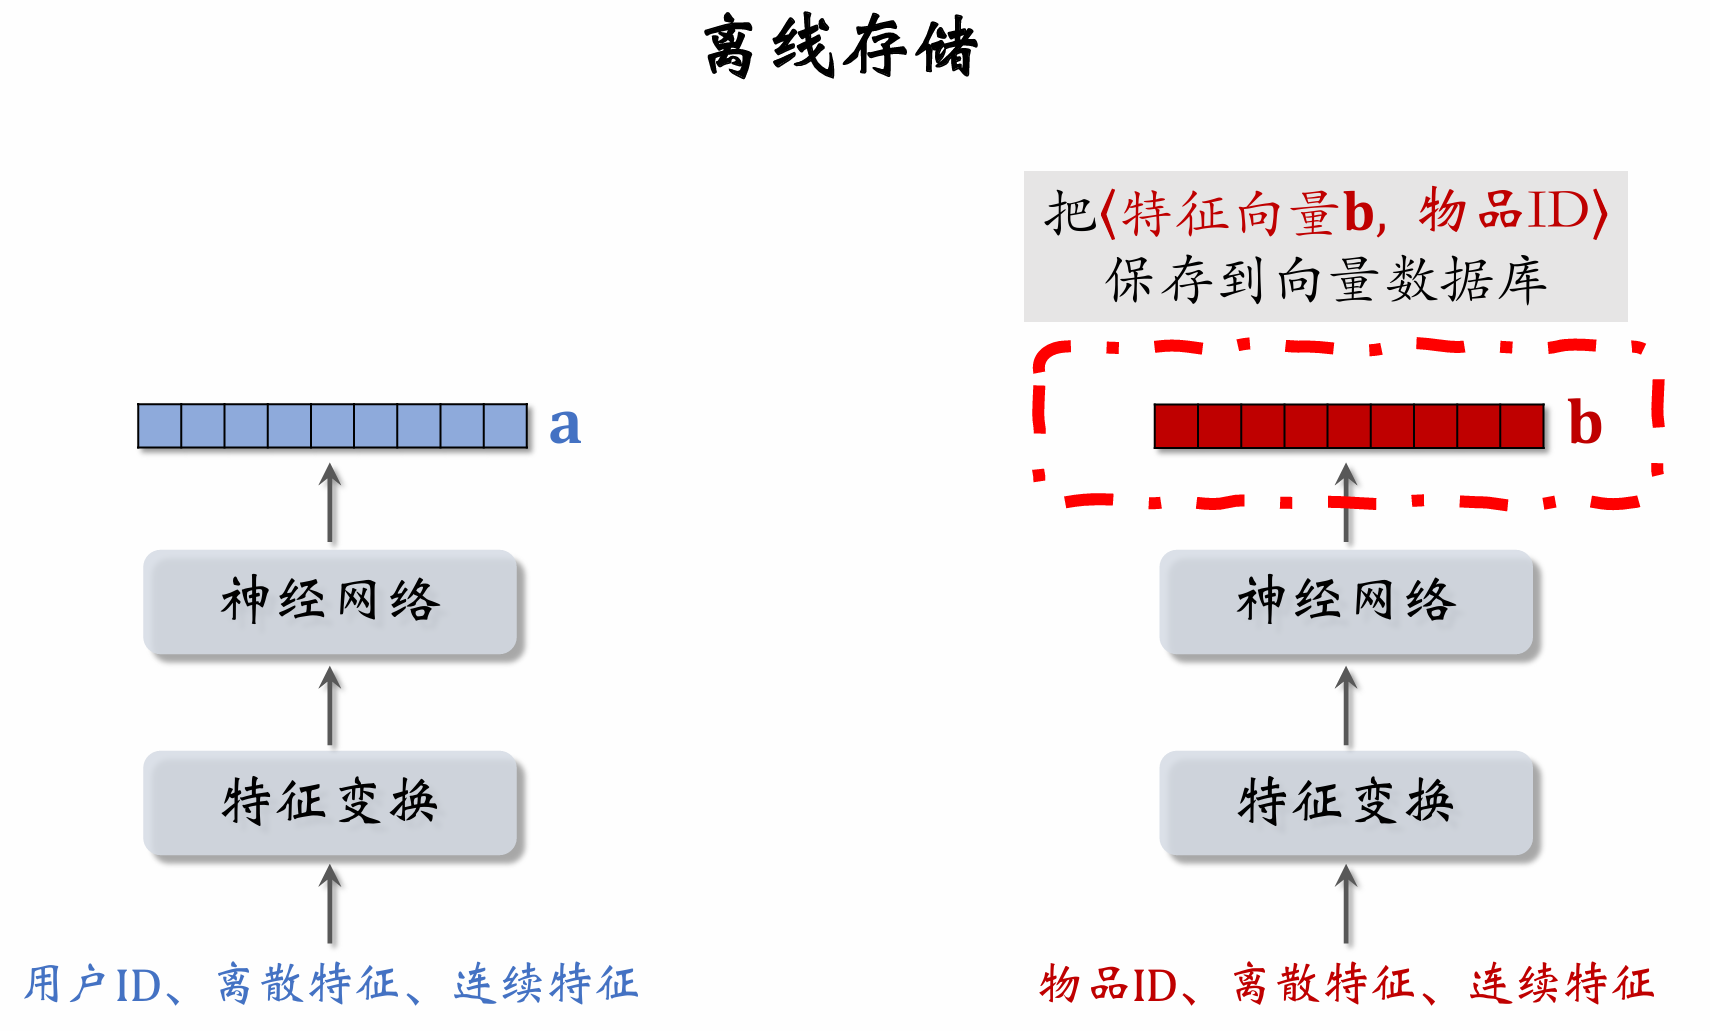 离线存储
把⟨特征向量b, 物品ID⟩
保存到向量数据库
a
b
神经网络
神经网络
特征变换
特征变换
用户ID、离散特征、连续特征
物品ID、离散特征、连续特征